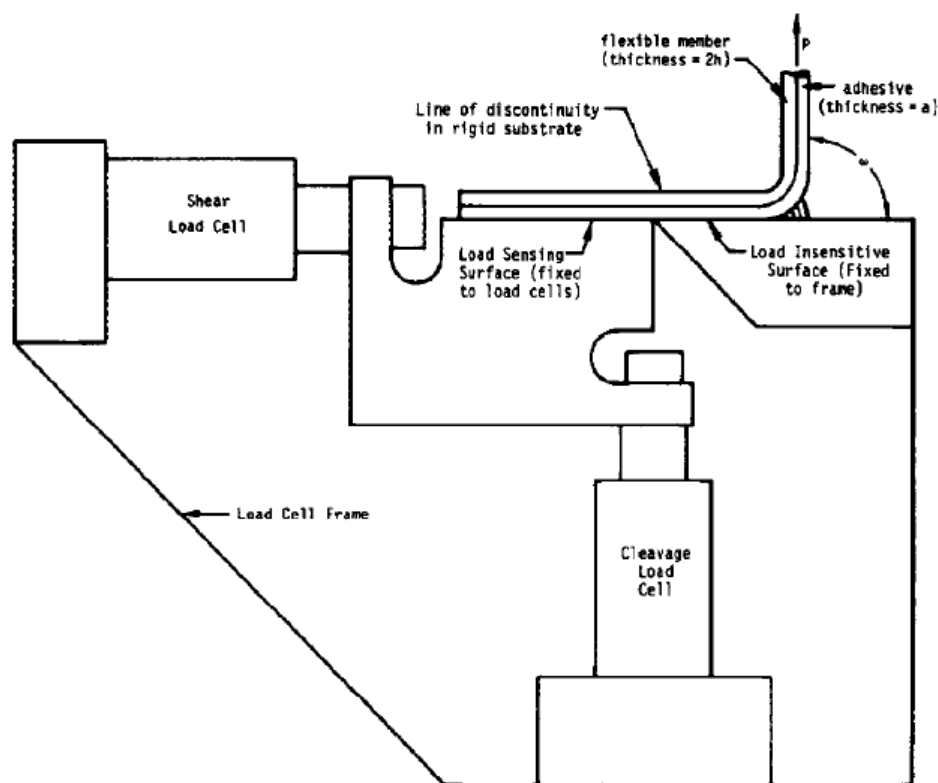 P
flexible member
(thickness = 2h)
adhesive
(thickness = a)
Line of discontinuity
in rigid substrate
ω
Shear
Load Cell
Load Sensing
Surface (fixed
to load cells)
Load Insensitive
Surface (Fixed
to frame)
Load Cell Frame
Cleavage
Load
Cell